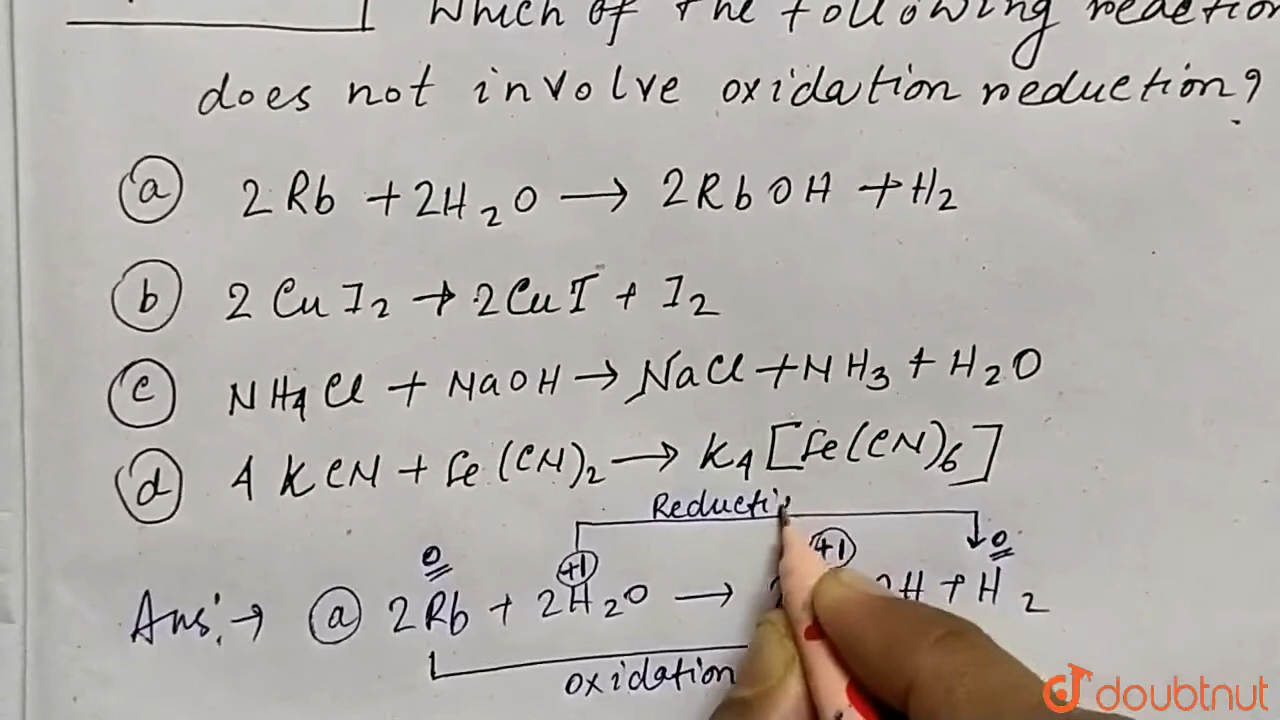 Which of the following reaction
does not involve oxidation reduction?
(a) 2Rb + 2H2O → 2RbOH + H2
(b) 2CuI2 → 2CuI + I2
(c) NH4Cl + NaOH → NaCl + NH3 + H2O
(d) 4KCN + Fe(CN)2 → K4[Fe(CN)6]
Reducti
0 +1 +1 0
Ans: → (a) 2Rb + 2H2O → OH + H2
oxidation
doubtnut